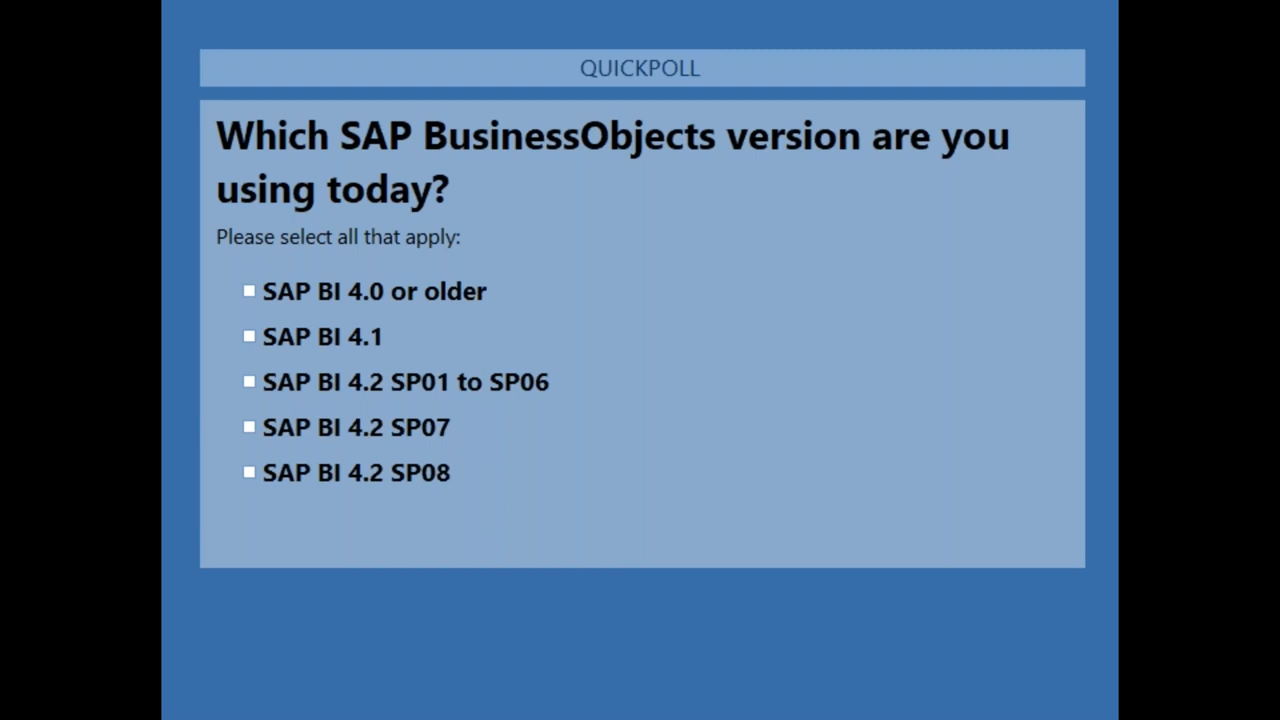 QUICKPOLL
Which SAP BusinessObjects version are you
using today?
Please select all that apply:
SAP BI 4.0 or older
SAP BI 4.1
SAP BI 4.2 SP01 to SP06
SAP BI 4.2 SP07
SAP BI 4.2 SP08